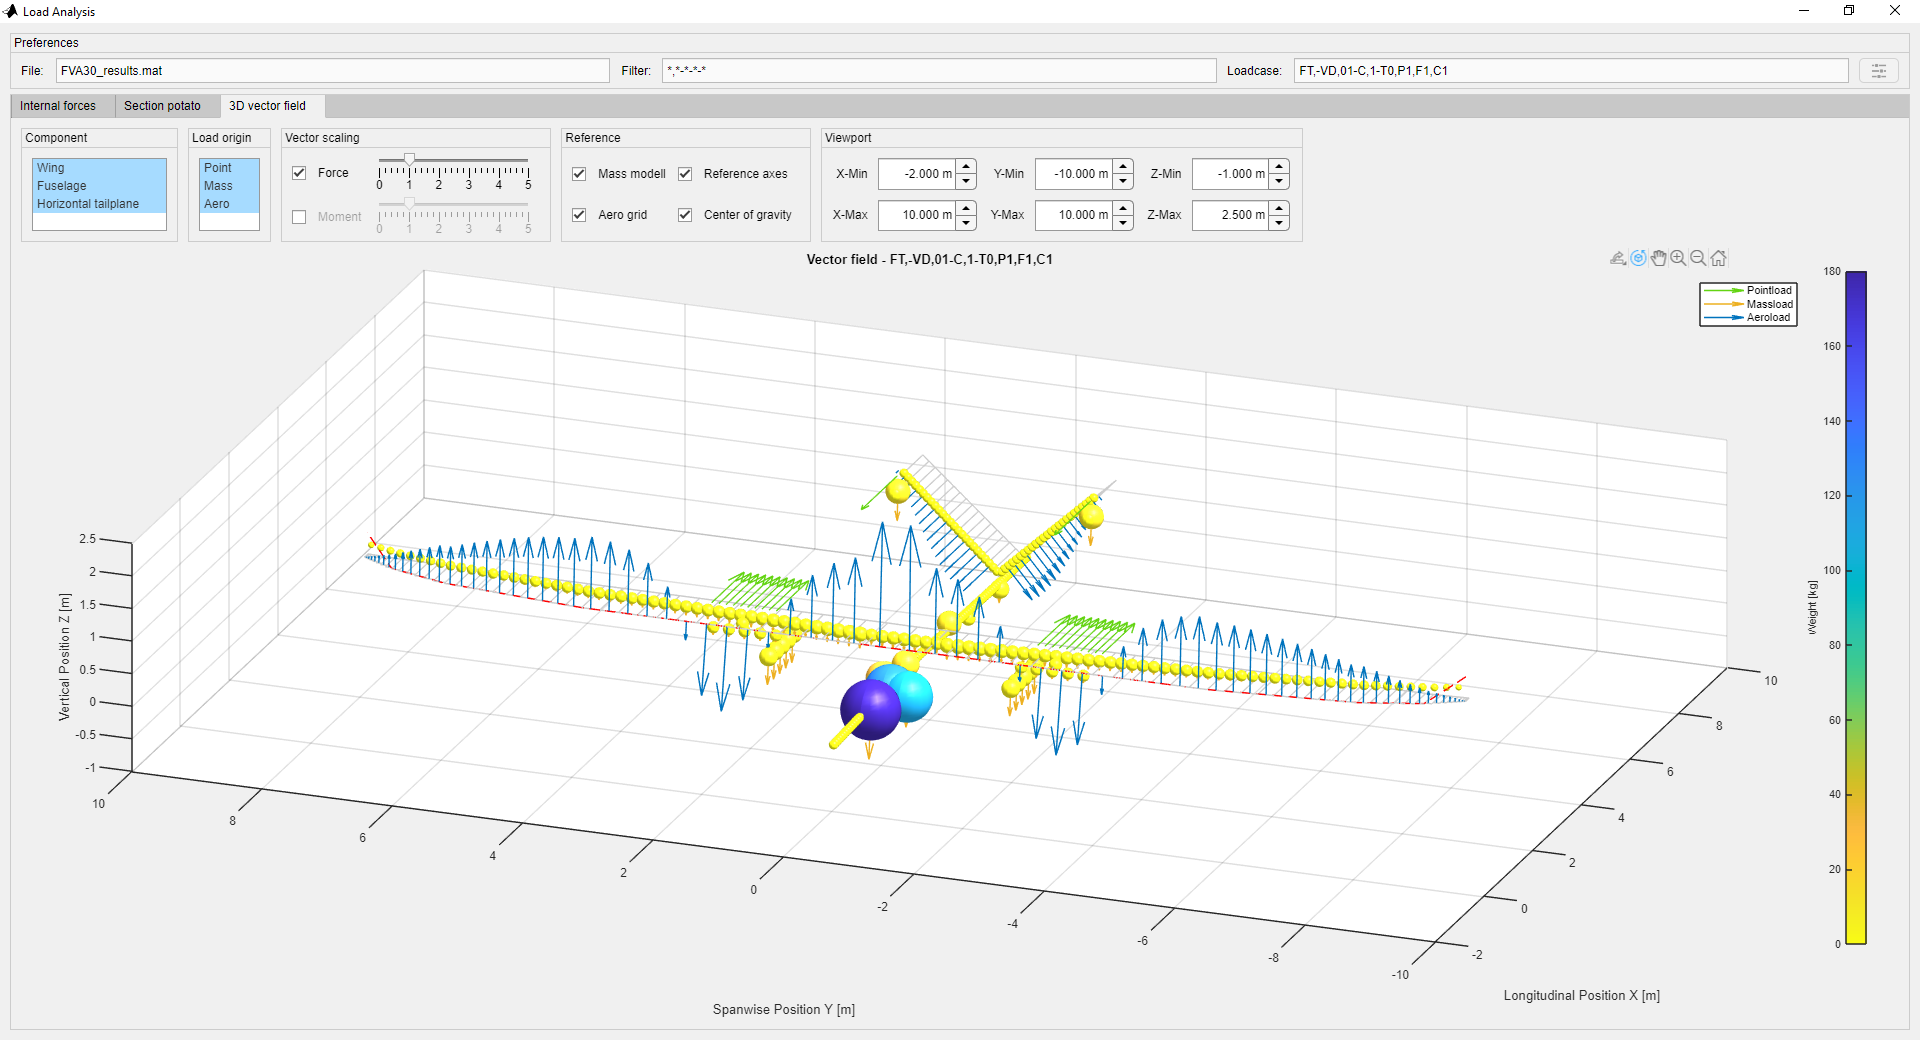 Load Analysis
Preferences
File: FVA30_results.mat Filter: *,*-*-*-* Loadcase: FT,-VD,01-C,1-T0,P1,F1,C1
Internal forces Section potato 3D vector field
Component Load origin Vector scaling Reference Viewport
Wing
Fuselage
Horizontal tailplane
Point
Mass
Aero
Force
0 1 2 3 4 5
Moment
0 1 2 3 4 5
Mass modell Reference axes
Aero grid Center of gravity
X-Min -2.000 m Y-Min -10.000 m Z-Min -1.000 m
X-Max 10.000 m Y-Max 10.000 m Z-Max 2.500 m
Vector field - FT,-VD,01-C,1-T0,P1,F1,C1
Pointload
Massload
Aeroload
180
160
140
120
100
80
60
40
20
0
Weight [kg]
2.5
2
1.5
1
0.5
0
-0.5
-1
Vertical Position Z [m]
10
8
6
4
2
0
-2
-4
-6
-8
-10
Spanwise Position Y [m]
10
8
6
4
2
0
-2
Longitudinal Position X [m]